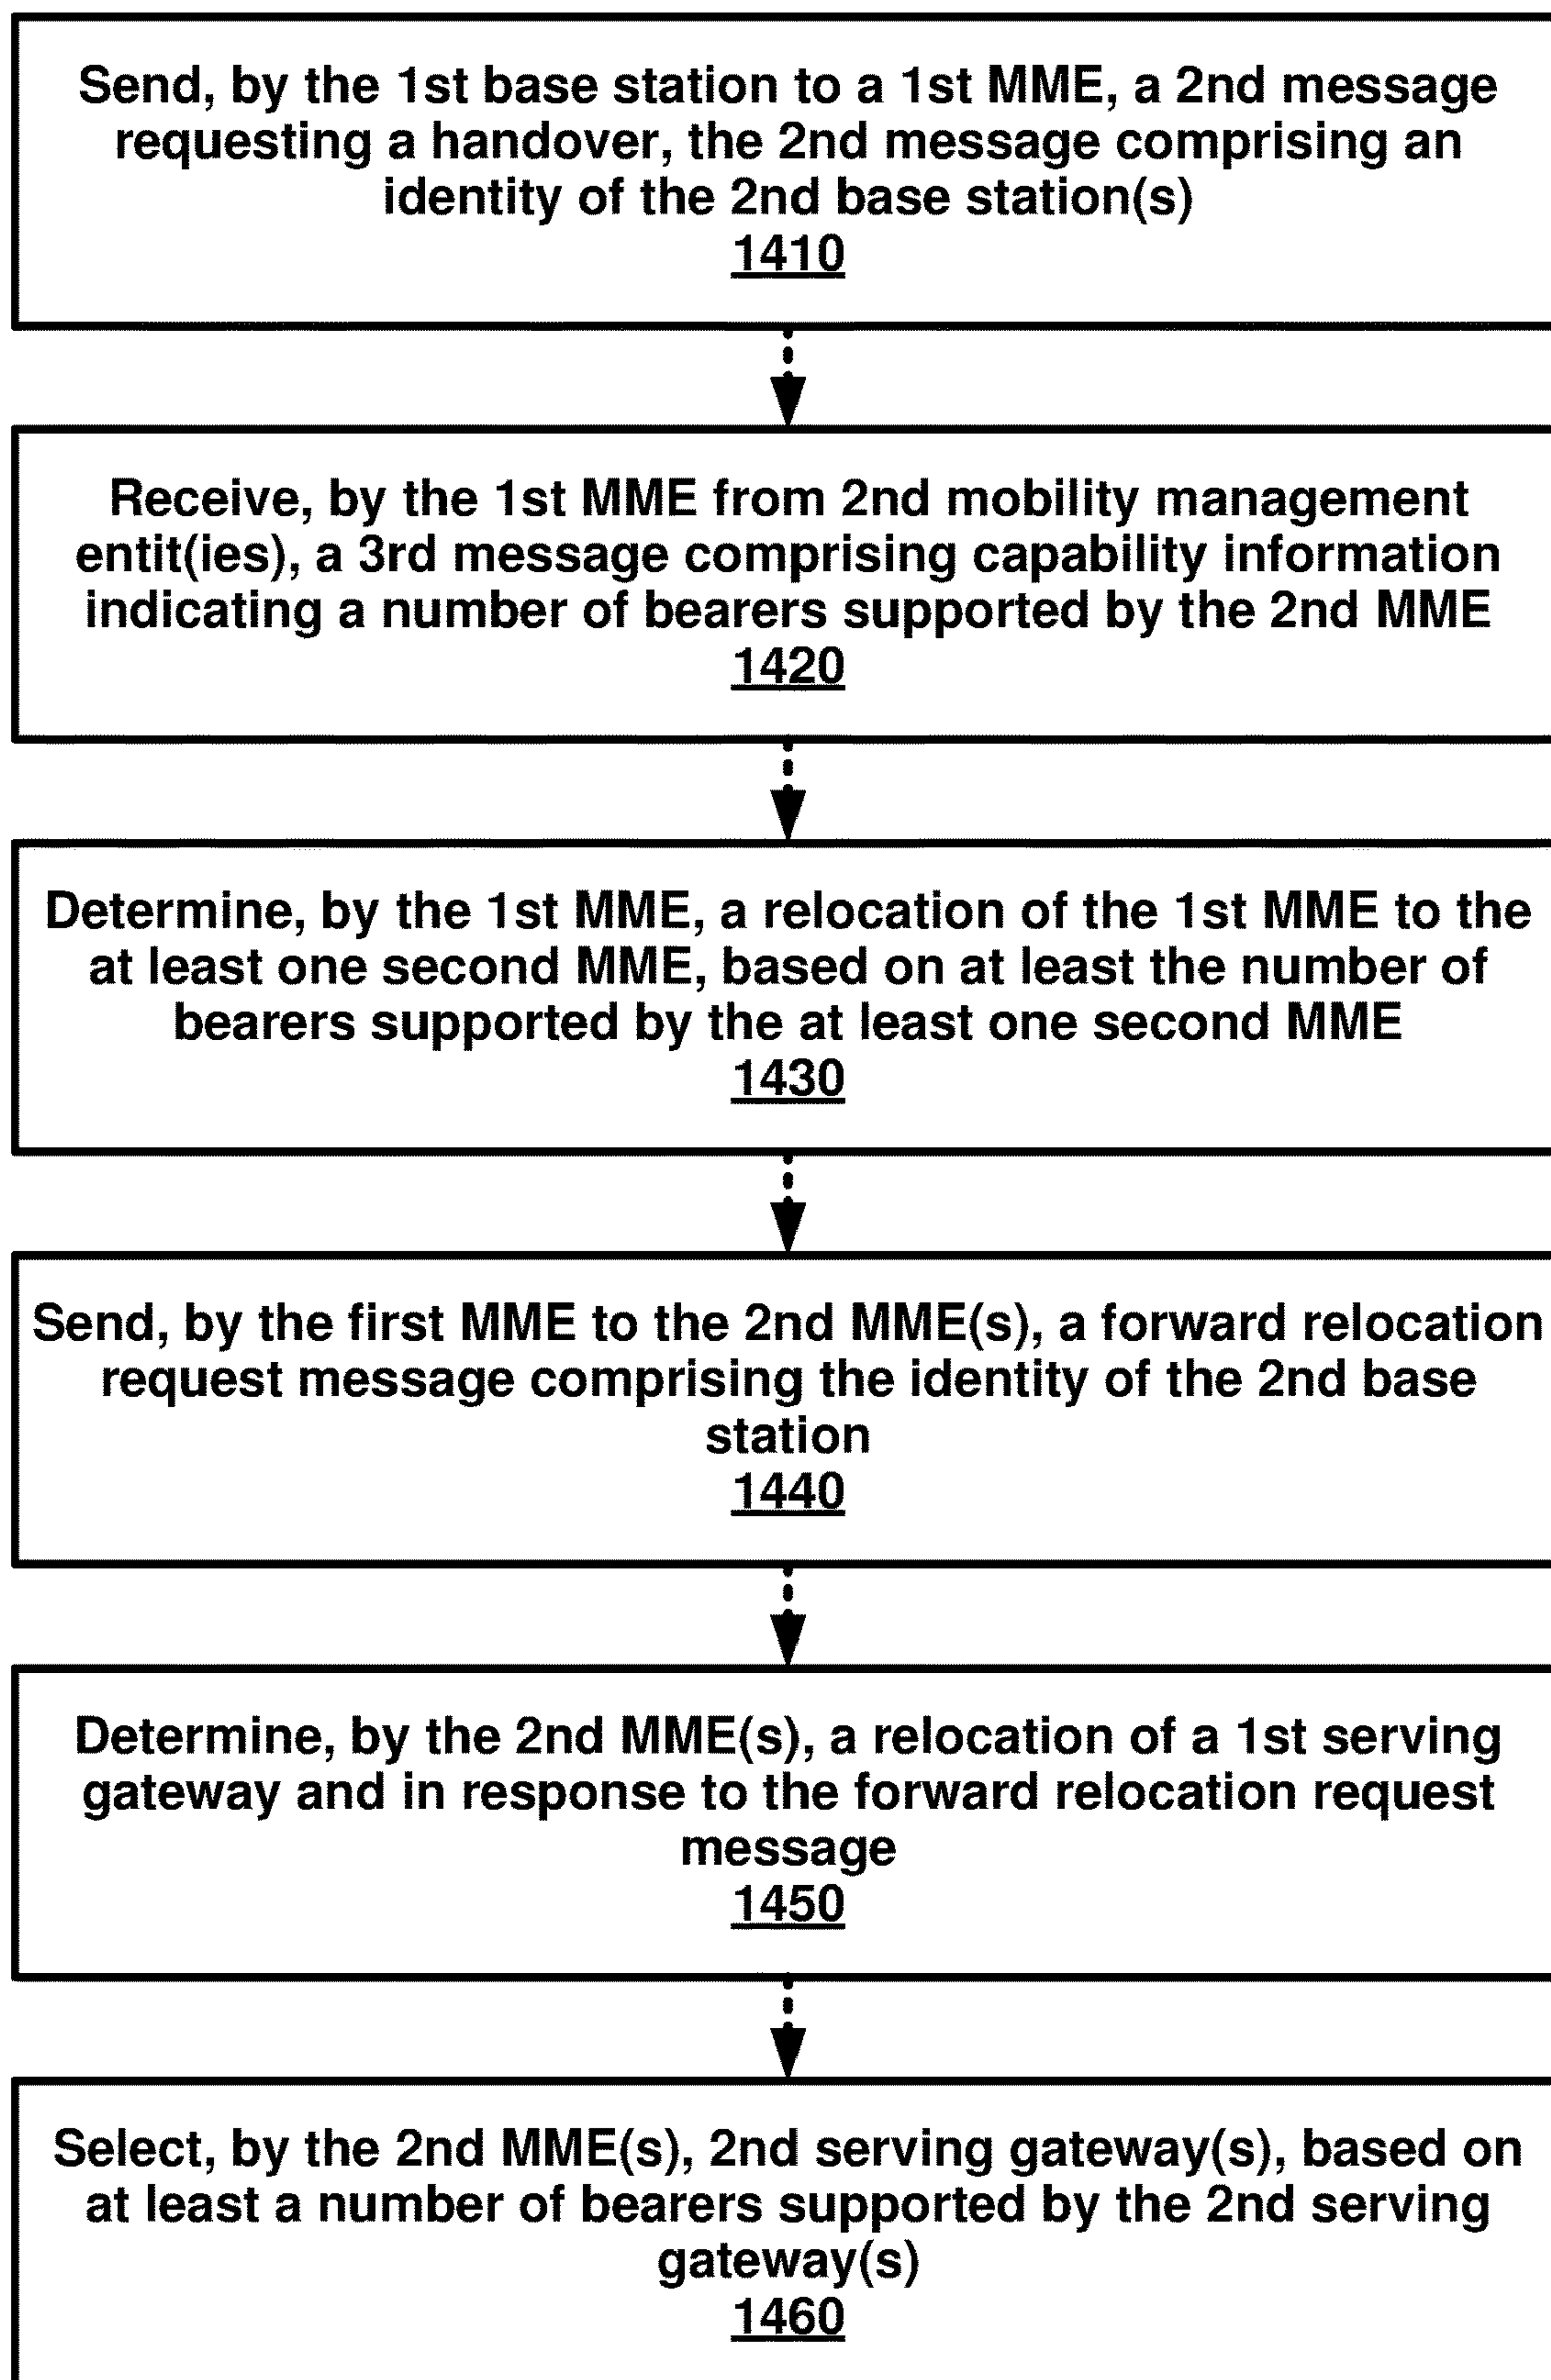 Send, by the 1st base station to a 1st MME, a 2nd message
requesting a handover, the 2nd message comprising an
identity of the 2nd base station(s)
1410
Receive, by the 1st MME from 2nd mobility management
entit(ies), a 3rd message comprising capability information
indicating a number of bearers supported by the 2nd MME
1420
Determine, by the 1st MME, a relocation of the 1st MME to the
at least one second MME, based on at least the number of
bearers supported by the at least one second MME
1430
Send, by the first MME to the 2nd MME(s), a forward relocation
request message comprising the identity of the 2nd base
station
1440
Determine, by the 2nd MME(s), a relocation of a 1st serving
gateway and in response to the forward relocation request
message
1450
Select, by the 2nd MME(s), 2nd serving gateway(s), based on
at least a number of bearers supported by the 2nd serving
gateway(s)
1460